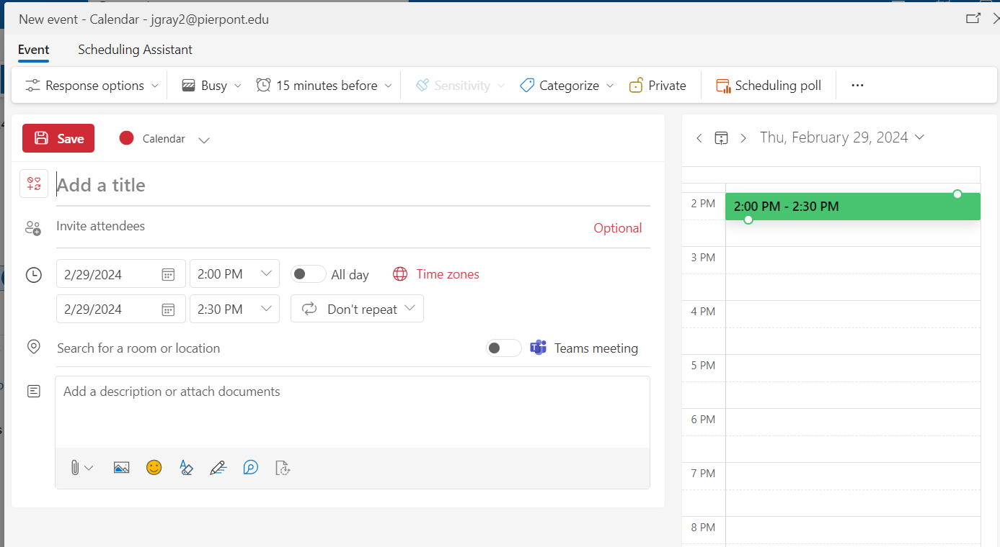 New event - Calendar - jgray2@pierpont.edu
Event Scheduling Assistant
Response options Busy 15 minutes before Sensitivity Categorize Private Scheduling poll ...
Save Calendar
Thu, February 29, 2024
Add a title
Invite attendees Optional
2/29/2024 2:00 PM All day Time zones
2/29/2024 2:30 PM Don't repeat
Search for a room or location Teams meeting
Add a description or attach documents
2 PM 2:00 PM - 2:30 PM
3 PM
4 PM
5 PM
6 PM
7 PM
8 PM